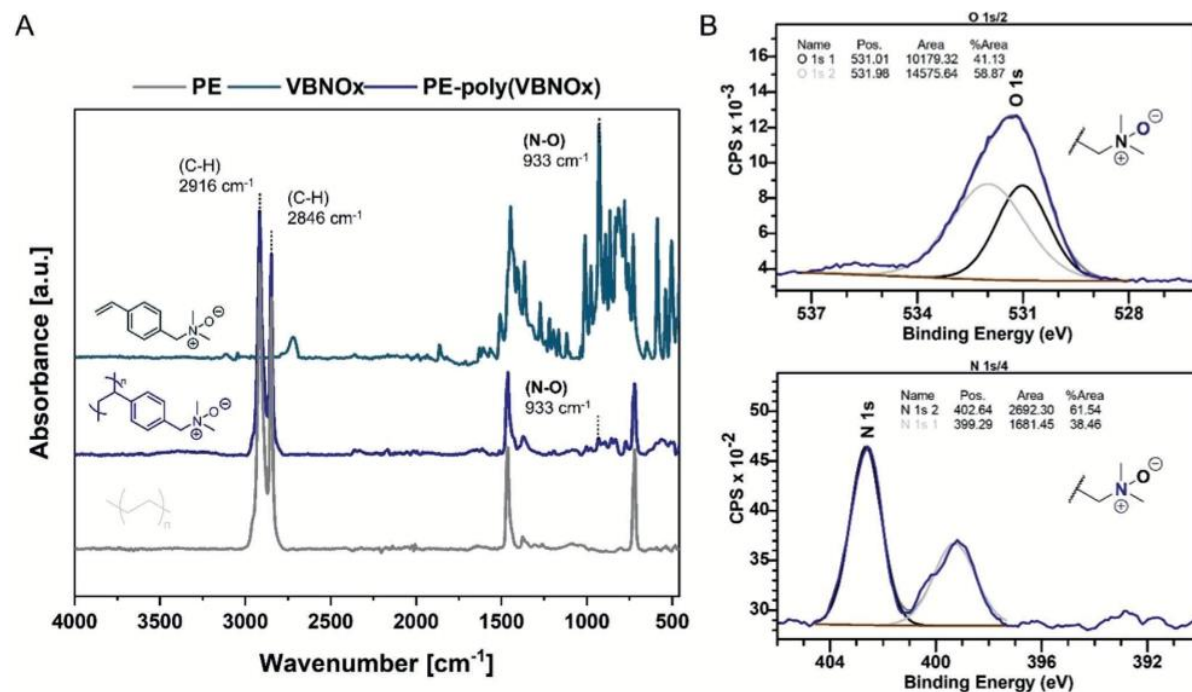 A
PE VBNOx PE-poly(VBNOx)
(N-O)
933 cm-1
(C-H)
2916 cm-1
(C-H)
2846 cm-1
N
O
⊖
⊕
n
(N-O)
933 cm-1
N
O
⊖
⊕
n
Absorbance [a.u.]
4000 3500 3000 2500 2000 1500 1000 500
Wavenumber [cm-1]
B
O 1s/2
Name Pos. Area %Area
O 1s 1 531.01 10179.32 41.13
O 1s 2 531.98 14575.64 58.87
O 1s
N
O
⊖
⊕
CPS x 10-3
16
14
12
10
8
6
4
537 534 531 528
Binding Energy (eV)
N 1s/4
Name Pos. Area %Area
N 1s 2 402.64 2692.30 61.54
N 1s 1 399.29 1681.45 38.46
N 1s
N
O
⊖
⊕
CPS x 10-2
50
45
40
35
30
404 400 396 392
Binding Energy (eV)